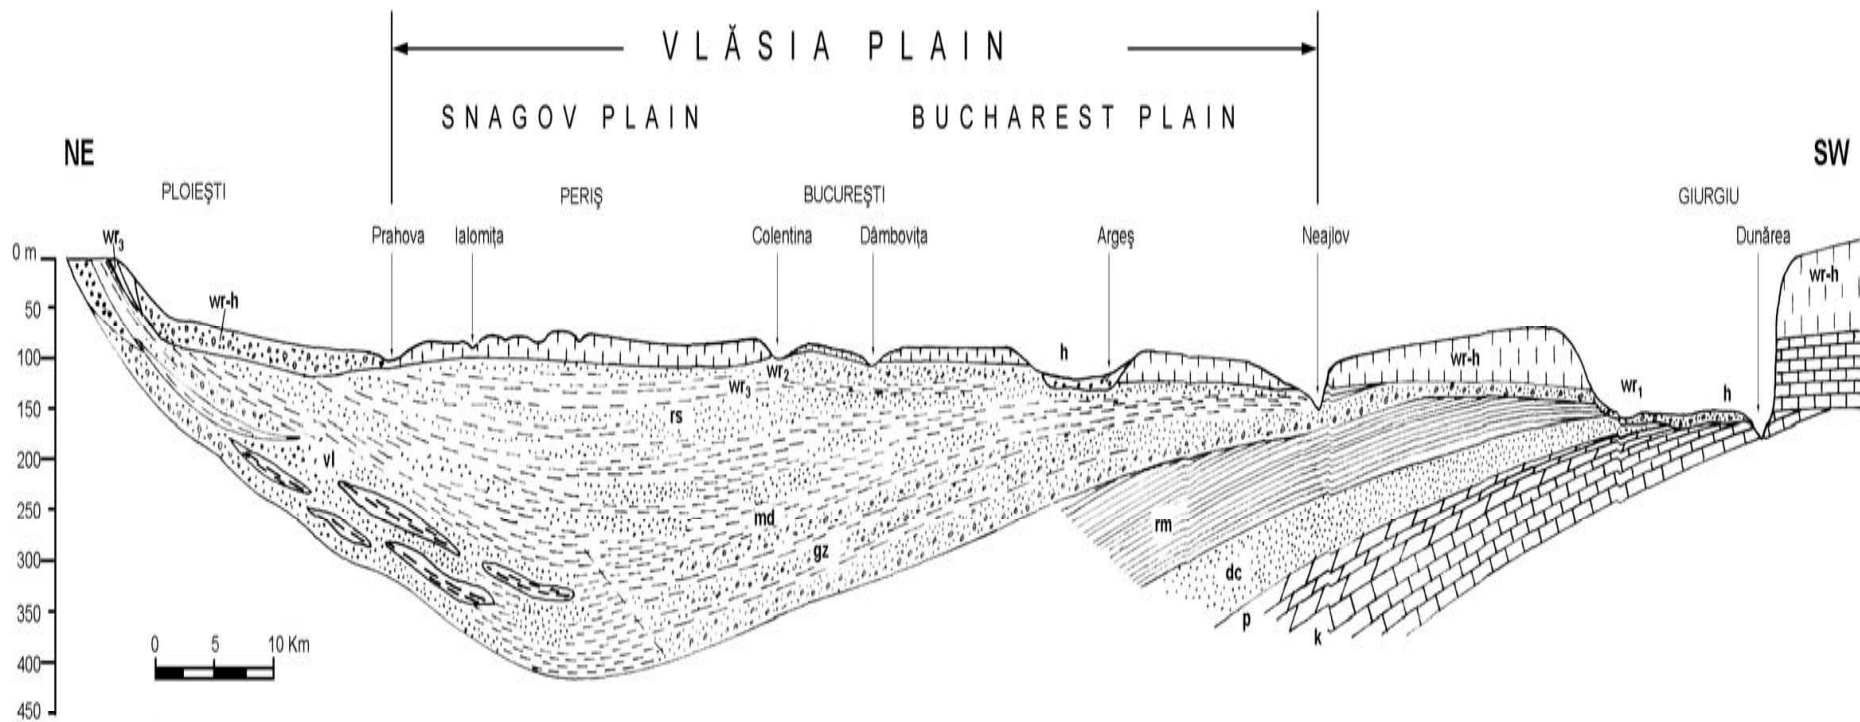 VLĂSIA PLAIN
SNAGOV PLAIN BUCHAREST PLAIN
NE SW
PLOIEŞTI PERIŞ BUCUREŞTI GIURGIU
Prahova Ialomiţa Colentina Dâmboviţa Argeş Neajlov Dunărea
wr3
0 m
wr-h
wr-h
50
100
h
wr-h
wr3
wr2
wr1
h
150
rs
200
vl
250
md
rm
300
gz
dc
350
p
k
0 5 10 Km
400
450